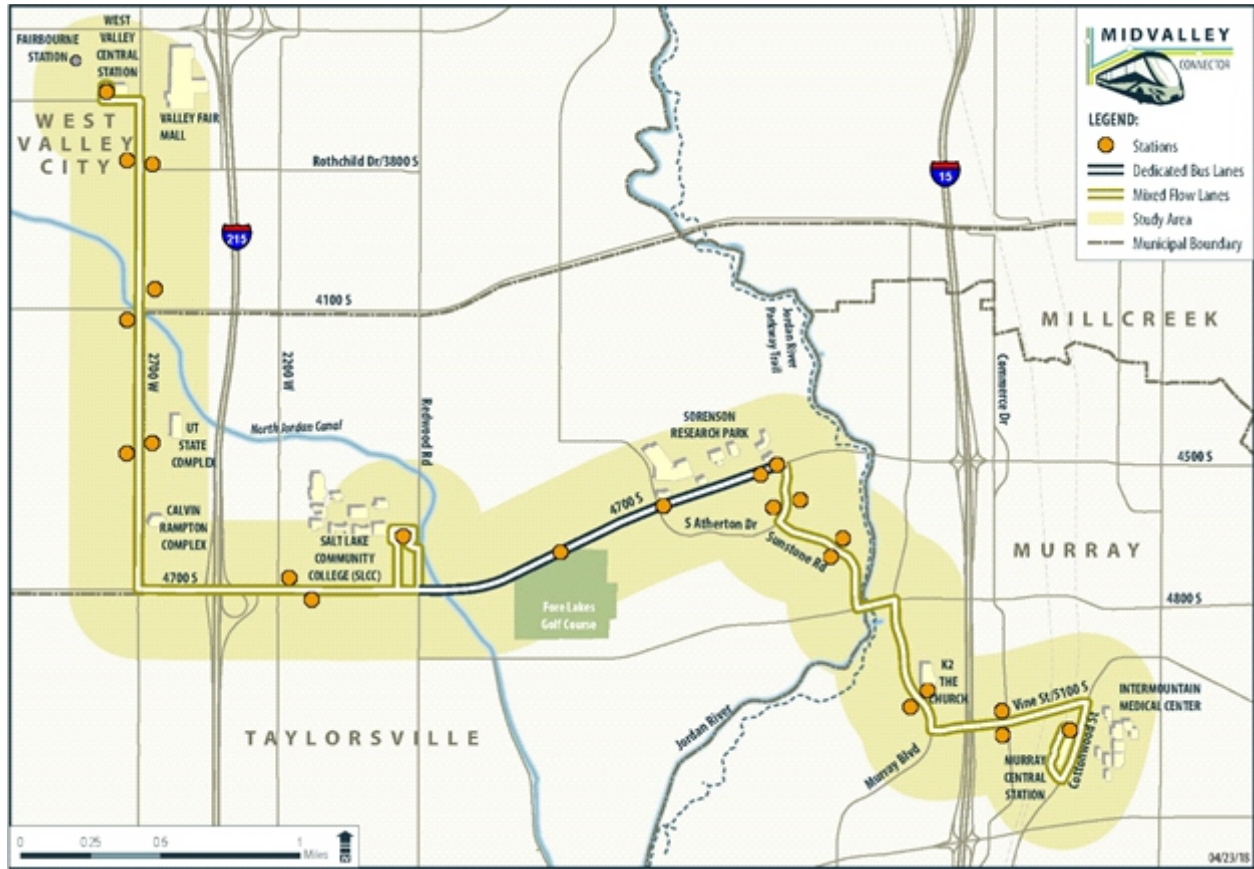 WEST
VALLEY
CENTRAL
STATION
FAIRBOURNE
STATION
VALLEY FAIR
MALL
WEST
VALLEY
CITY
Rothchild Dr/3800 S
215
15
MIDVALLEY
CONNECTOR
LEGEND:
Stations
Dedicated Bus Lanes
Mixed Flow Lanes
Study Area
Municipal Boundary
4100 S
2700 W
2200 W
Redwood Rd
North Jordan Canal
Jordan River
Parkway Trail
MILLCREEK
Commerce Dr
UT
STATE
COMPLEX
CALVIN
RAMPTON
COMPLEX
SORENSON
RESEARCH PARK
4500 S
4700 S
S Atherton Dr
Sunstone Rd
SALT LAKE
COMMUNITY
COLLEGE (SLCC)
4700 S
MURRAY
Fore Lakes
Golf Course
4800 S
K2
THE
CHURCH
Vine St/5100 S
INTERMOUNTAIN
MEDICAL CENTER
TAYLORSVILLE
Jordan River
Murray Blvd
MURRAY
CENTRAL
STATION
Cottonwood St
0 0.25 0.5 1
Miles
04/23/18